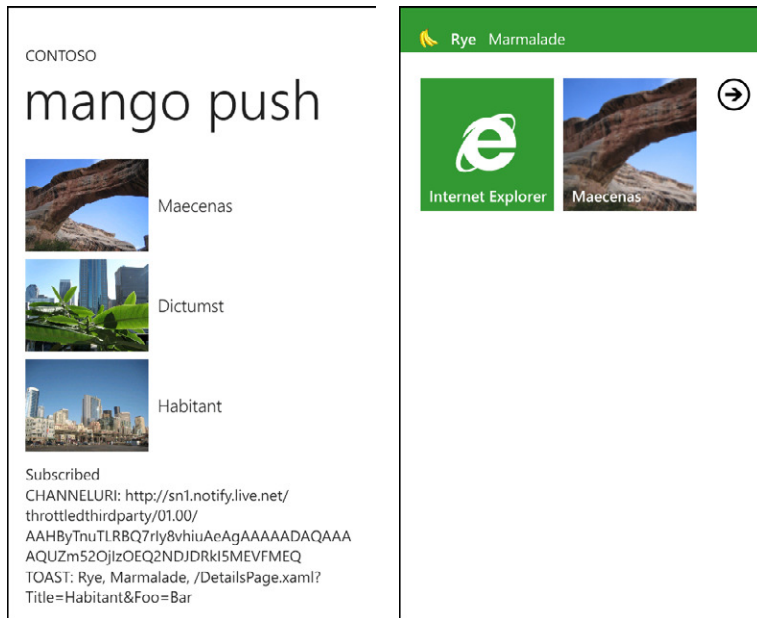 CONTOSO
mango push
Maecenas
Dictumst
Habitant
Subscribed
CHANNELURI: http://sn1.notify.live.net/
throttledthirdparty/01.00/
AAHByTnuTLRBQ7rIy8vhiuAeAgAAAAADAQAAA
AQUZm52OjIzOEQ2NDJDRkI5MEVFMEQ
TOAST: Rye, Marmalade, /DetailsPage.xaml?
Title=Habitant&Foo=Bar
Rye Marmalade
Internet Explorer
Maecenas